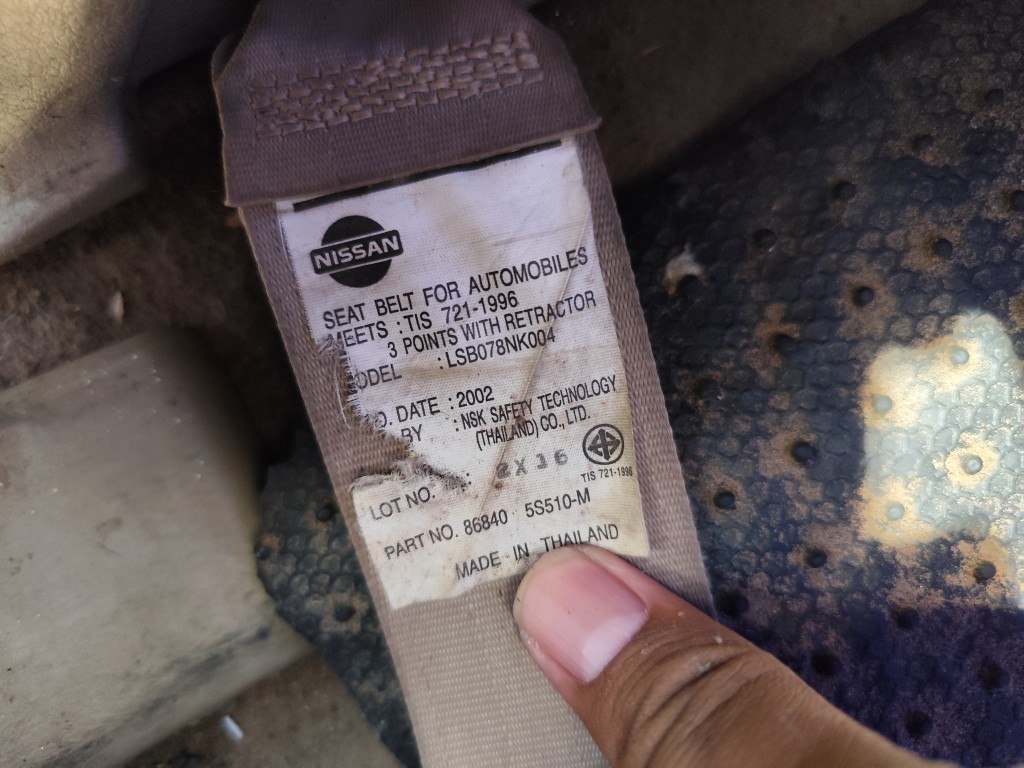 NISSAN
SEAT BELT FOR AUTOMOBILES
MEETS : TIS 721-1996
3 POINTS WITH RETRACTOR
ODEL : LSB078NK004
O. DATE : 2002
BY : NSK SAFETY TECHNOLOGY
(THAILAND) CO., LTD.
LOT NO. : 2X16
TIS 721-1996
PART NO. 86840 5S510-M
MADE IN THAILAND